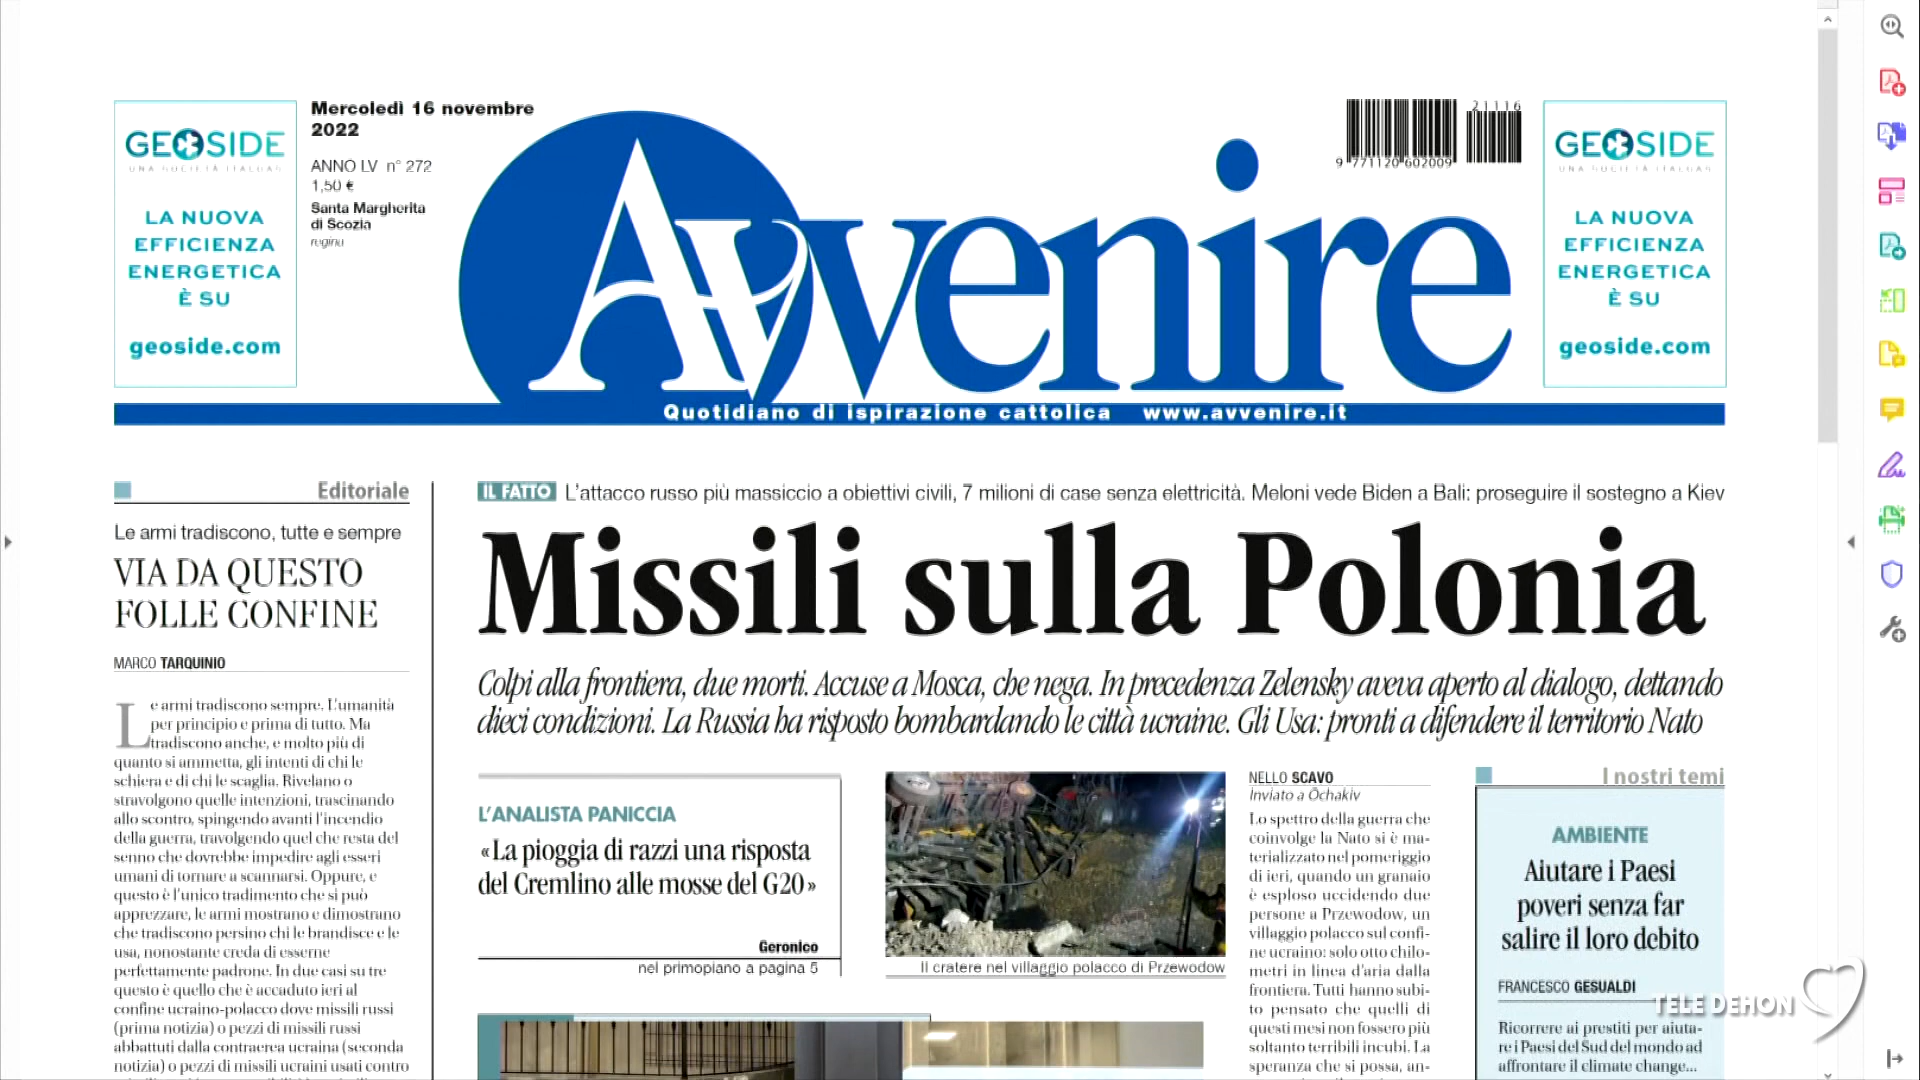 GEOSIDE
UNA SOCIETÀ ITALGAS
LA NUOVA
EFFICIENZA
ENERGETICA
È SU
geoside.com
Mercoledì 16 novembre
2022
ANNO LV n° 272
1,50 €
Santa Margherita
di Scozia
regina
Avvenire
21116
9 771120 602009
GEOSIDE
UNA SOCIETÀ ITALGAS
LA NUOVA
EFFICIENZA
ENERGETICA
È SU
geoside.com
Quotidiano di ispirazione cattolica www.avvenire.it
Editoriale
Le armi tradiscono, tutte e sempre
VIA DA QUESTO
FOLLE CONFINE
MARCO TARQUINIO
Le armi tradiscono sempre. L'umanità
per principio e prima di tutto. Ma
tradiscono anche, e molto più di
quanto si ammetta, gli intenti di chi le
schiera e di chi le scaglia. Rivelano o
stravolgono quelle intenzioni, trascinando
allo scontro, spingendo avanti l'incendio
della guerra, travolgendo quel che resta del
senno che dovrebbe impedire agli esseri
umani di tornare a scannarsi. Oppure, e
questo è l'unico tradimento che si può
apprezzare, le armi mostrano e dimostrano
che tradiscono persino chi le brandisce e le
usa, nonostante creda di esserne
perfettamente padrone. In due casi su tre
questo è quello che è accaduto ieri al
confine ucraino-polacco dove missili russi
(prima notizia) o pezzi di missili russi
abbattuti dalla contraerea ucraina (seconda
notizia) o pezzi di missili ucraini usati contro
IL FATTO L'attacco russo più massiccio a obiettivi civili, 7 milioni di case senza elettricità. Meloni vede Biden a Bali: proseguire il sostegno a Kiev
Missili sulla Polonia
Colpi alla frontiera, due morti. Accuse a Mosca, che nega. In precedenza Zelensky aveva aperto al dialogo, dettando
dieci condizioni. La Russia ha risposto bombardando le città ucraine. Gli Usa: pronti a difendere il territorio Nato
L'ANALISTA PANICCIA
«La pioggia di razzi una risposta
del Cremlino alle mosse del G20»
Geronico
nel primopiano a pagina 5
Il cratere nel villaggio polacco di Przewodow
NELLO SCAVO
Inviato a Ochakiv
Lo spettro della guerra che
coinvolge la Nato si è ma-
terializzato nel pomeriggio
di ieri, quando un granaio
è esploso uccidendo due
persone a Przewodow, un
villaggio polacco sul confi-
ne ucraino: solo otto chilo-
metri in linea d'aria dalla
frontiera. Tutti hanno subi-
to pensato che quelli di
questi mesi non fossero più
soltanto terribili incubi. La
speranza che si possa, an-
I nostri temi
AMBIENTE
Aiutare i Paesi
poveri senza far
salire il loro debito
FRANCESCO GESUALDI
Ricorrere ai prestiti per aiuta-
re i Paesi del Sud del mondo ad
affrontare il climate change...
TELE DEHON